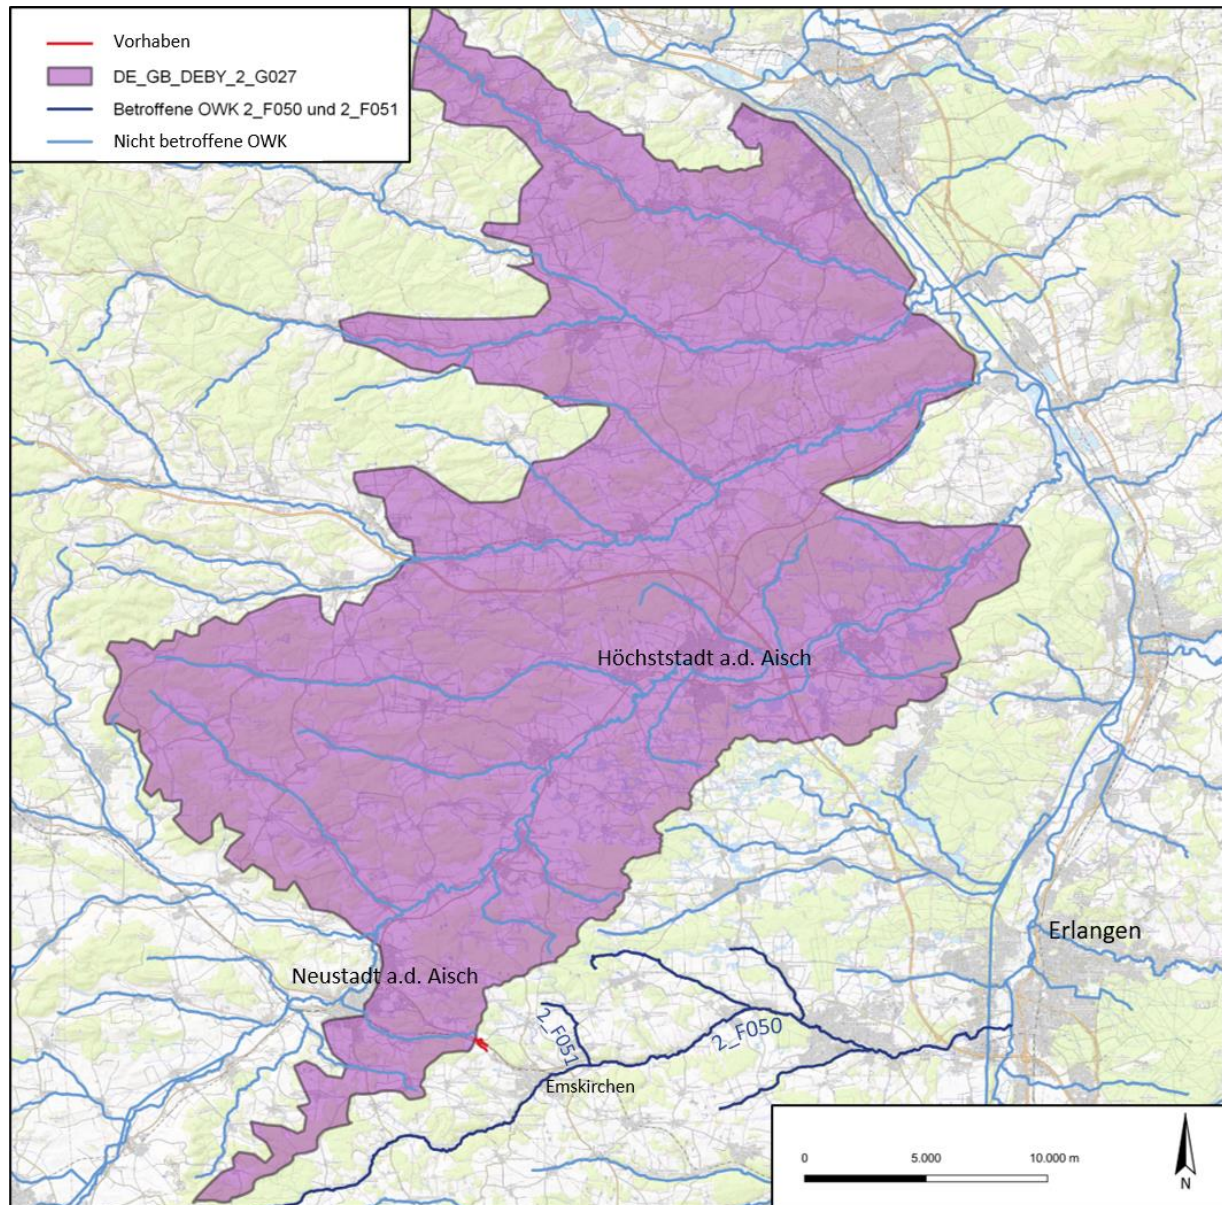 Vorhaben
DE_GB_DEBY_2_G027
Betroffene OWK 2_F050 und 2_F051
Nicht betroffene OWK
Höchststadt a.d. Aisch
Erlangen
Neustadt a.d. Aisch
2_F051
2_F050
Emskirchen
0 5.000 10.000 m
N